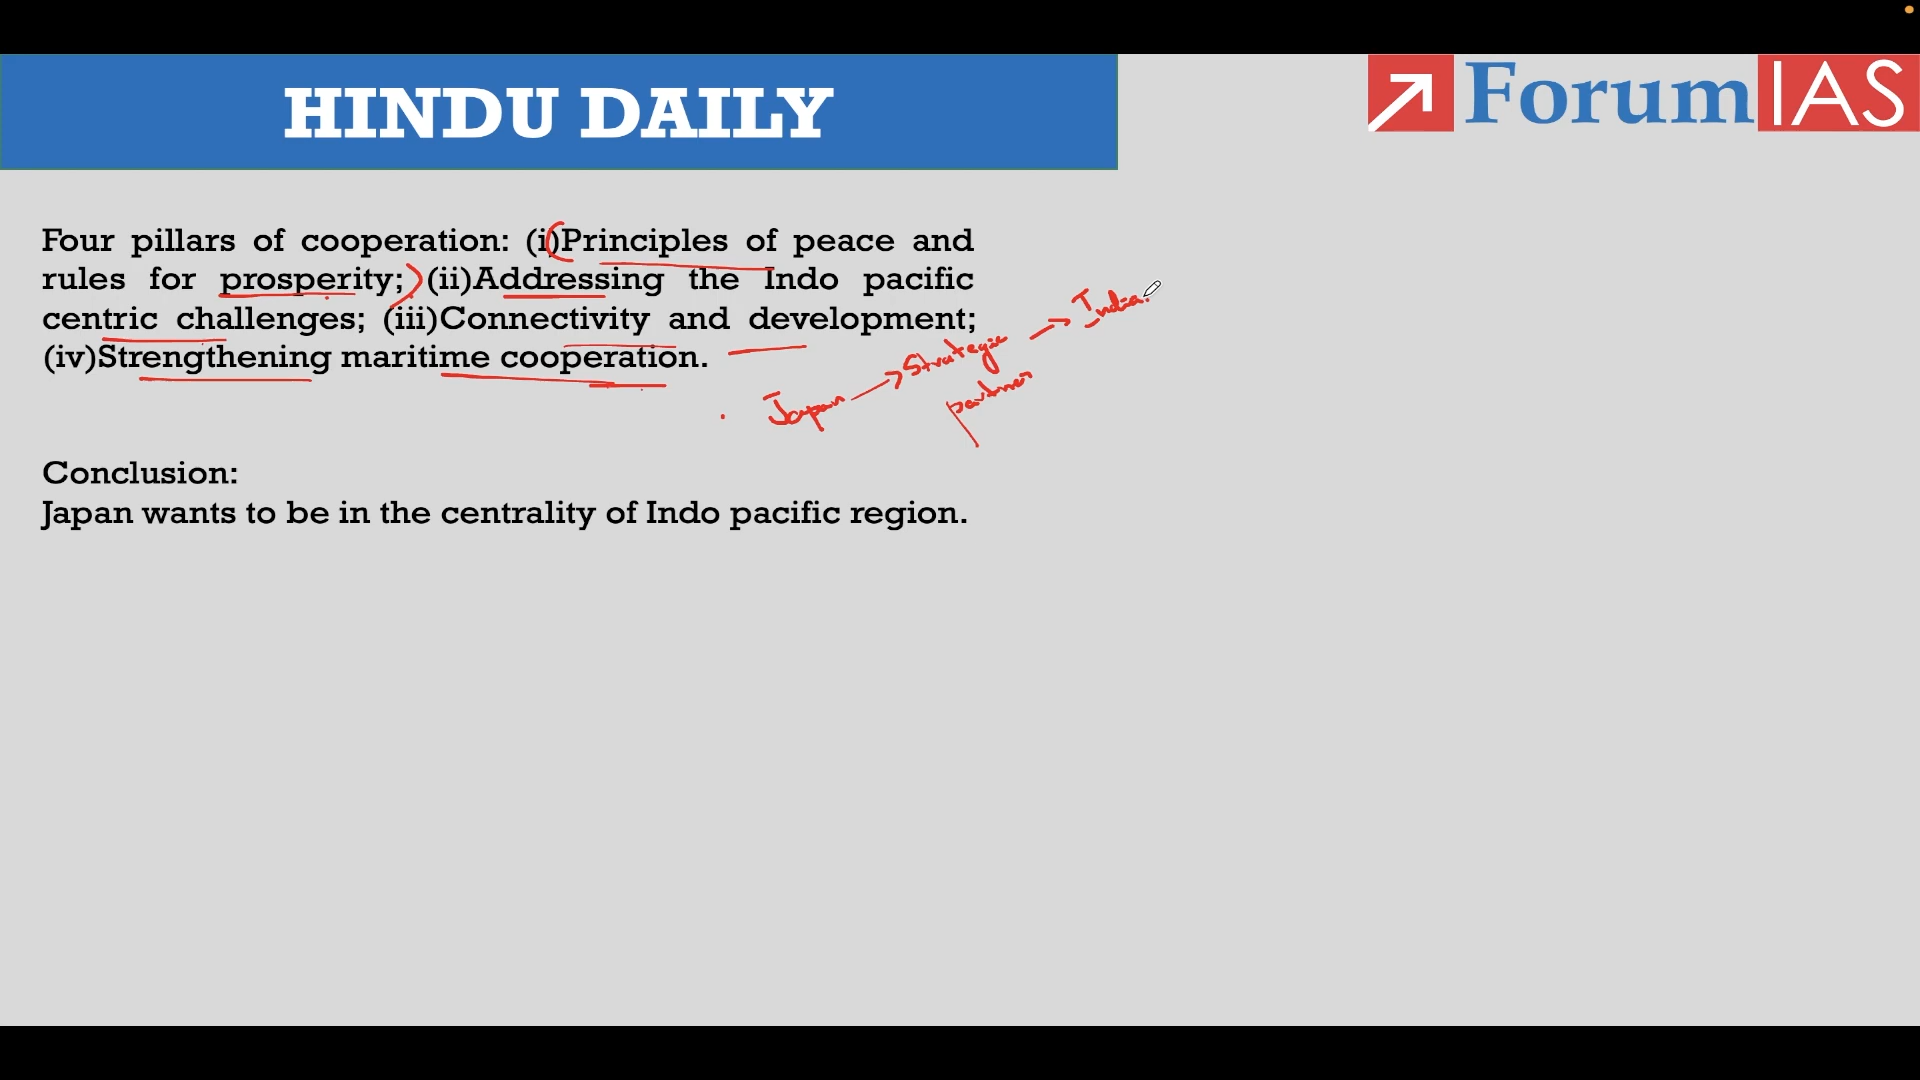 HINDU DAILY
ForumIAS
Four pillars of cooperation: (i)Principles of peace and
rules for prosperity; (ii)Addressing the Indo pacific
centric challenges; (iii)Connectivity and development;
(iv)Strengthening maritime cooperation.
Japan → Strategic → India
partner
Conclusion:
Japan wants to be in the centrality of Indo pacific region.